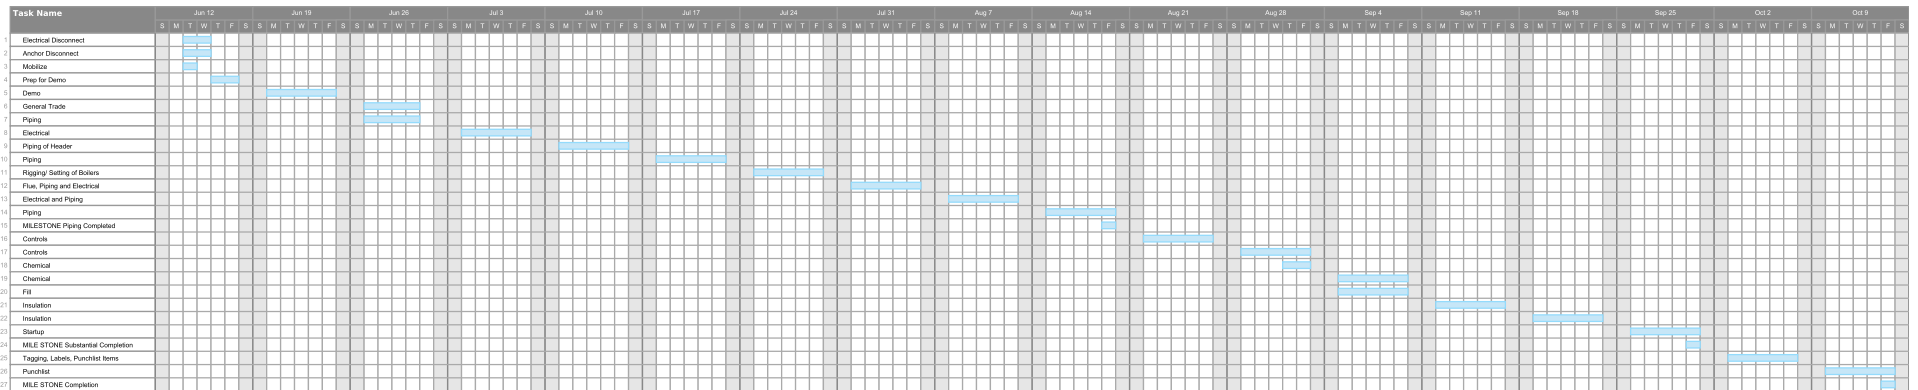 Task Name Jun 12 Jun 19 Jun 26 Jul 3 Jul 10 Jul 17 Jul 24 Jul 31 Aug 7 Aug 14 Aug 21 Aug 28 Sep 4 Sep 11 Sep 18 Sep 25 Oct 2 Oct 9
S M T W T F S S M T W T F S S M T W T F S S M T W T F S S M T W T F S S M T W T F S S M T W T F S S M T W T F S S M T W T F S S M T W T F S S M T W T F S S M T W T F S S M T W T F S S M T W T F S S M T W T F S S M T W T F S S M T W T F S S M T W T F S
1 Electrical Disconnect
2 Anchor Disconnect
3 Mobilize
4 Prep for Demo
5 Demo
6 General Trade
7 Piping
8 Electrical
9 Piping of Header
10 Piping
11 Rigging/ Setting of Boilers
12 Flue, Piping and Electrical
13 Electrical and Piping
14 Piping
15 MILESTONE Piping Completed
16 Controls
17 Controls
18 Chemical
19 Chemical
20 Fill
21 Insulation
22 Insulation
23 Startup
24 MILE STONE Substantial Completion
25 Tagging, Labels, Punchlist Items
26 Punchlist
27 MILE STONE Completion